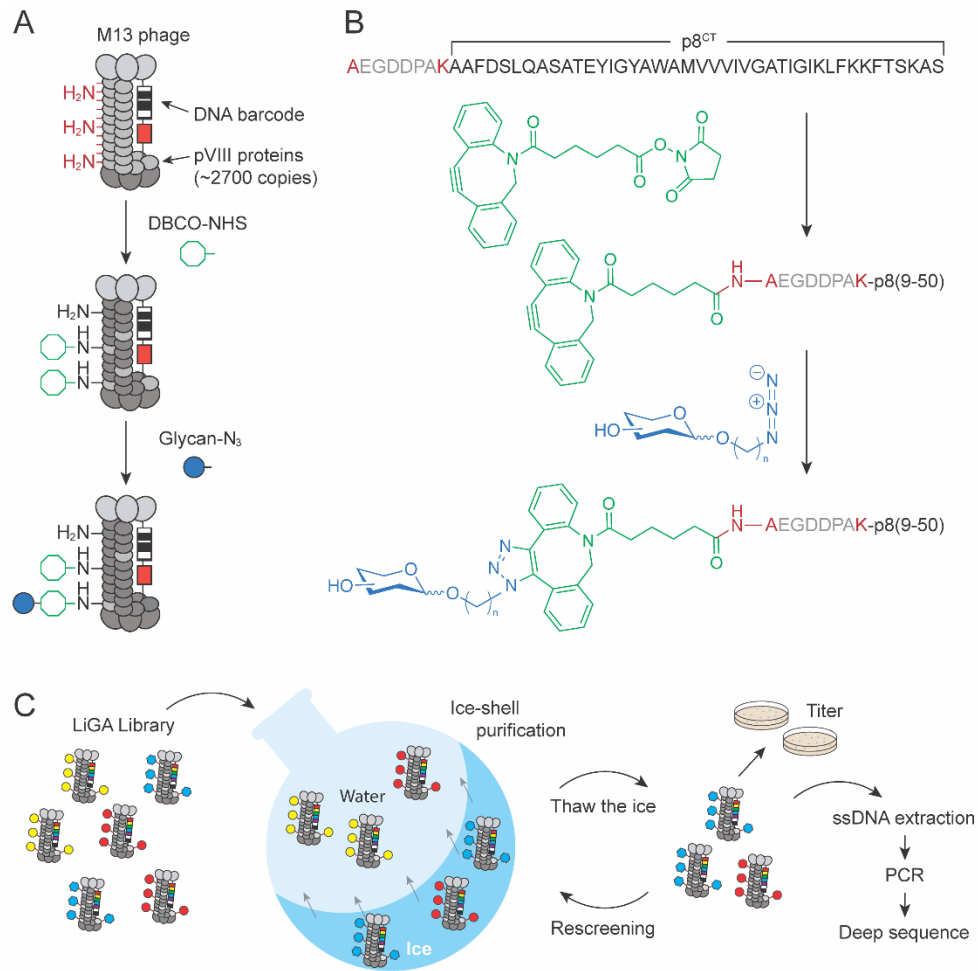 A
M13 phage
H₂N
H₂N
H₂N
DNA barcode
pVIII proteins
(~2700 copies)
DBCO-NHS
H₂N
H
N
H
N
Glycan-N₃
H₂N
H
N
H
N
B
p8ᶜᵀ
AEGDDPAKAAFDSLQASATEYIGYAWAMVVVIVGATIGIKLFKKFTSKAS
O
N
O
O
O
N
O
O
N
O
H
N
AEGDDPAK-p8(9-50)
O
N
N
N
HO
O
O
n
O
N
H
N
AEGDDPAK-p8(9-50)
O
N
N
N
HO
O
O
n
C
LiGA Library
Ice-shell
purification
Water
Ice
Thaw the ice
Rescreening
Titer
ssDNA extraction
PCR
Deep sequence